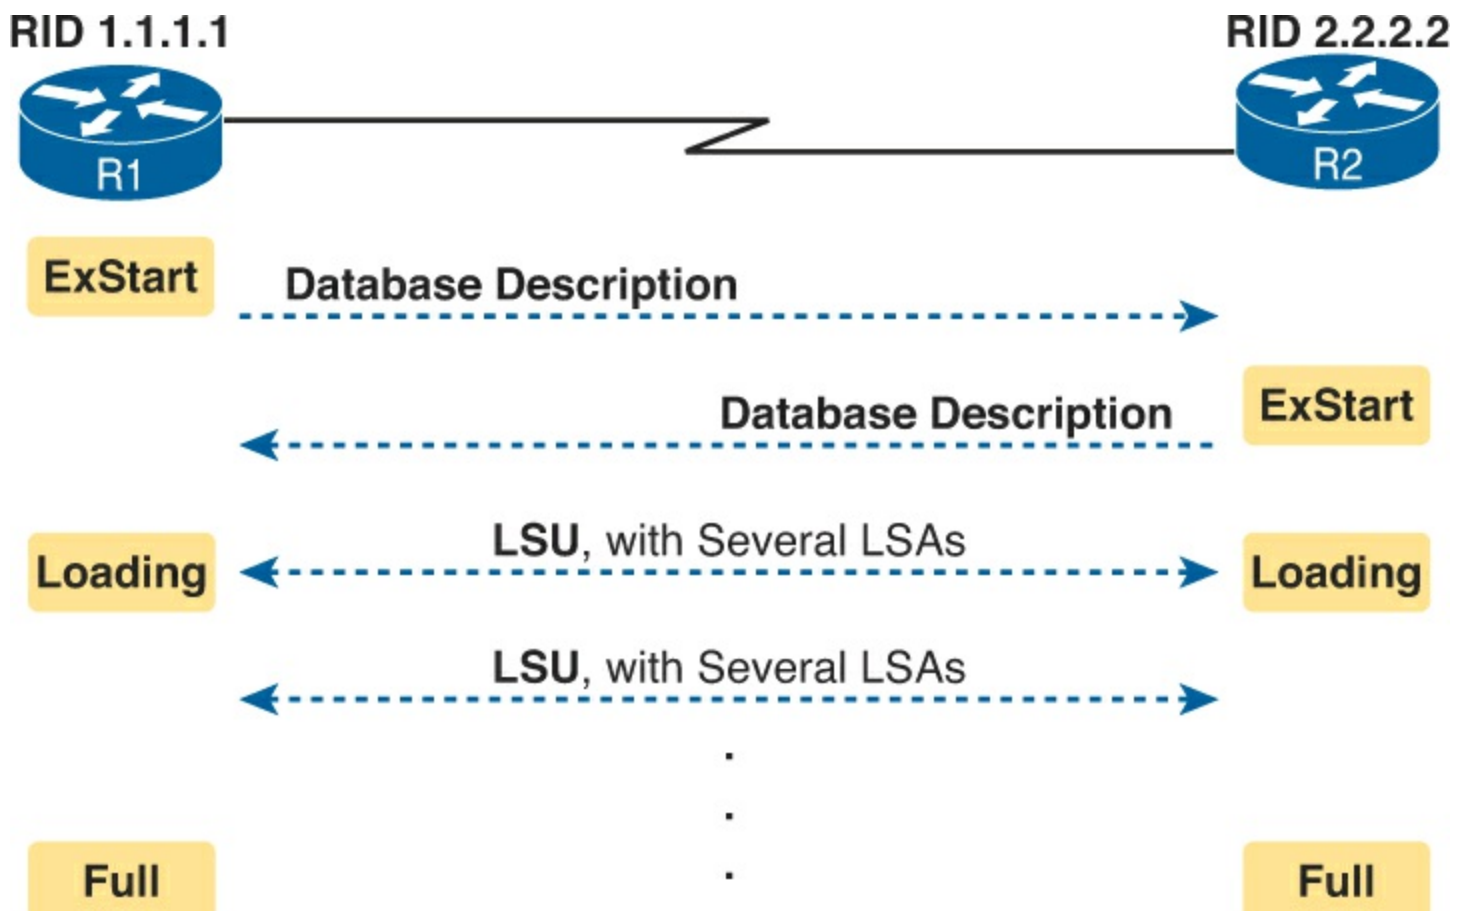 RID 1.1.1.1
RID 2.2.2.2
R1
R2
ExStart
Database Description
Database Description
ExStart
Loading
LSU, with Several LSAs
Loading
LSU, with Several LSAs
.
.
.
Full
Full